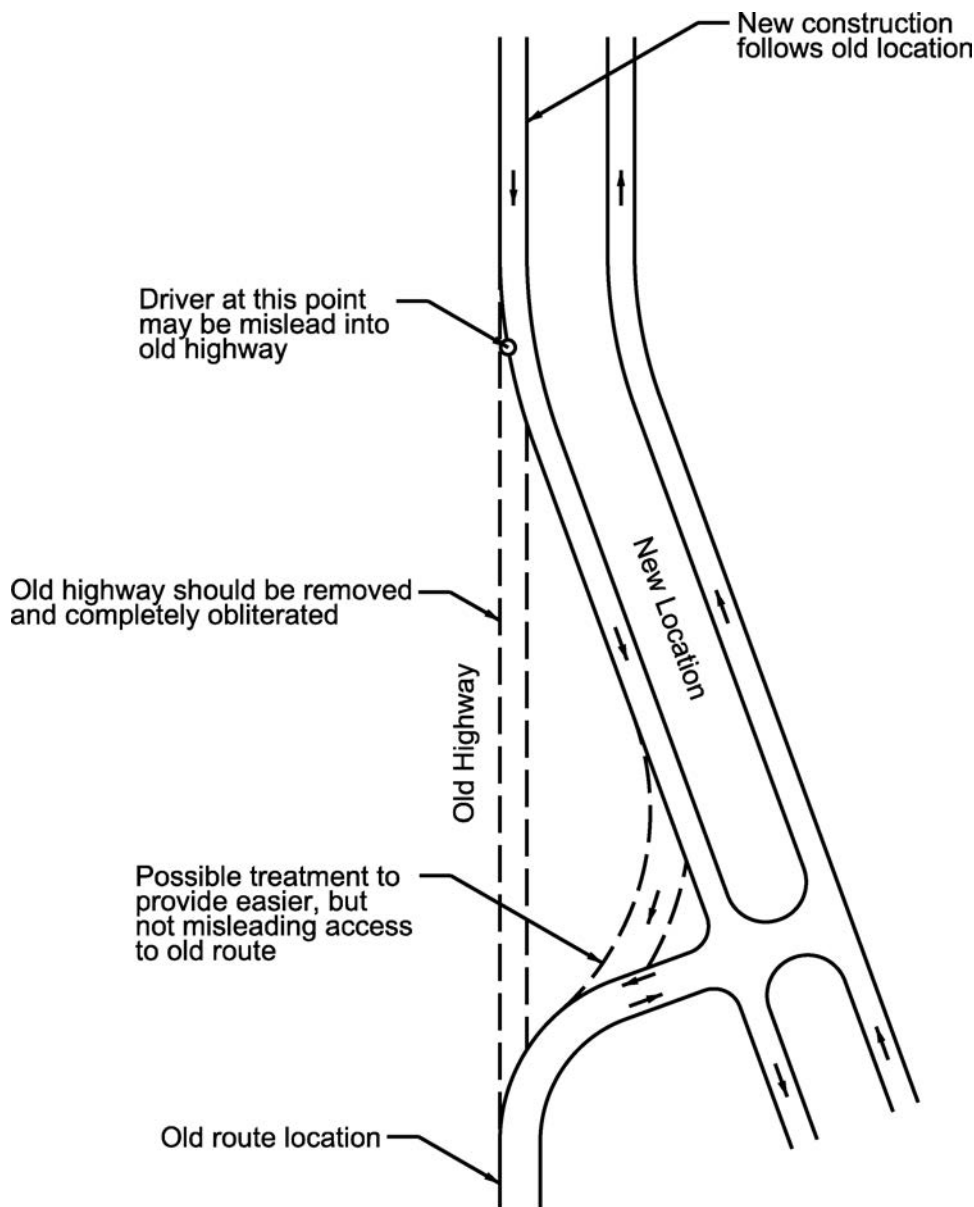 New construction
follows old location
Driver at this point
may be mislead into
old highway
New Location
Old highway should be removed
and completely obliterated
Old Highway
Possible treatment to
provide easier, but
not misleading access
to old route
Old route location